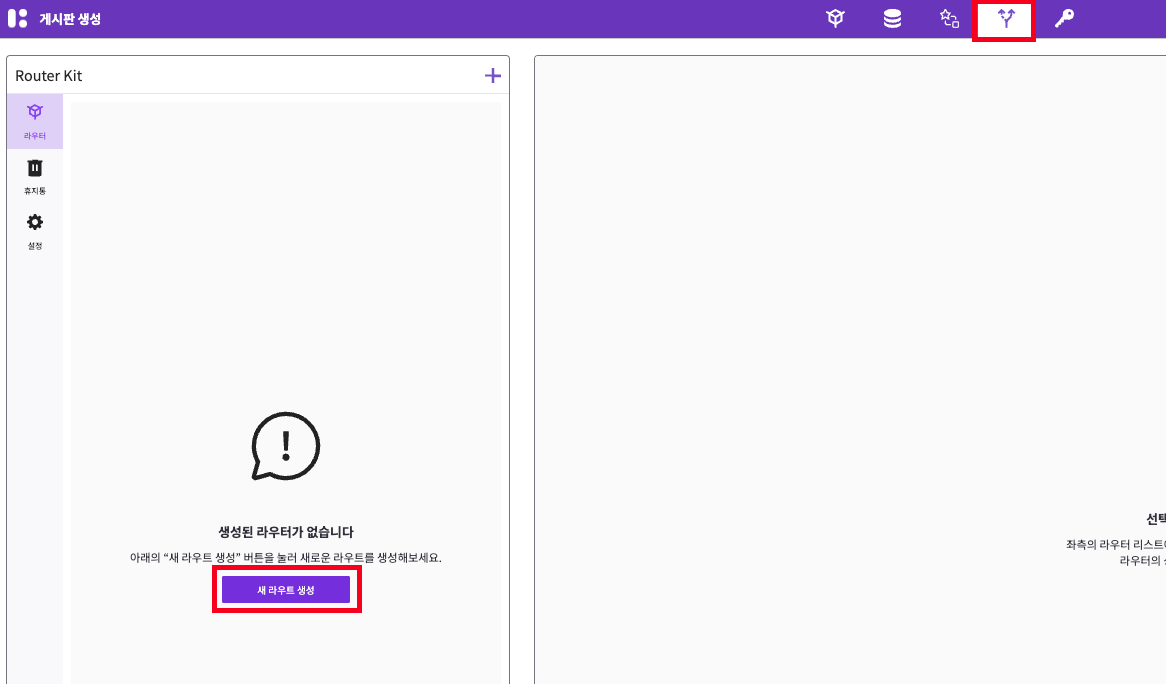 게시판 생성
Router Kit
라우터
휴지통
설정
생성된 라우터가 없습니다
아래의 “새 라우트 생성” 버튼을 눌러 새로운 라우트를 생성해보세요.
새 라우트 생성
선택
좌측의 라우터 리스트에
라우터의 상